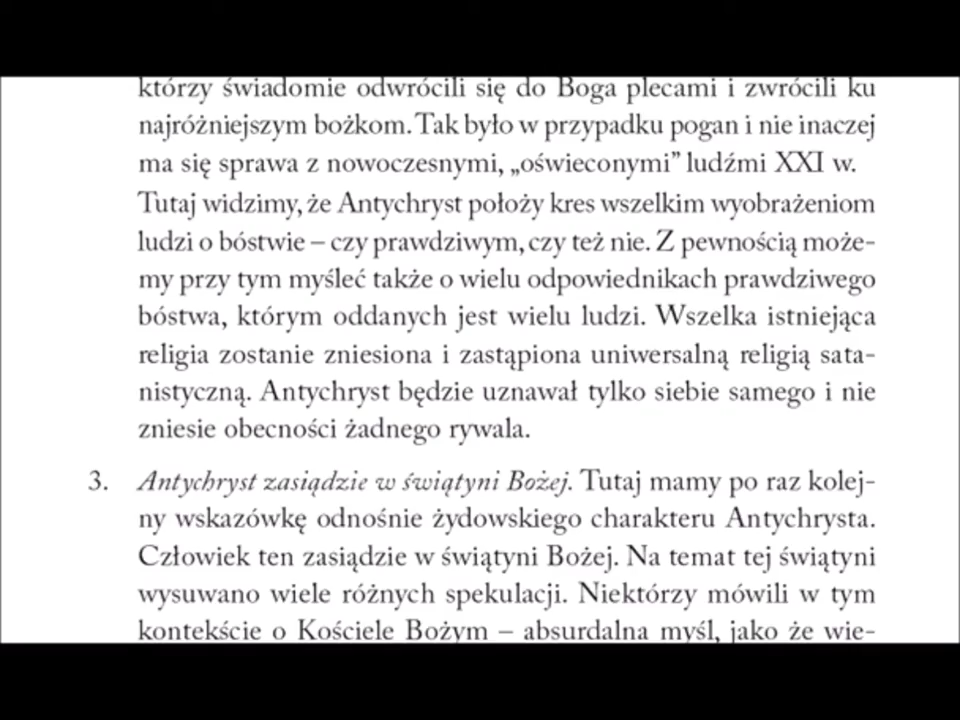 którzy świadomie odwrócili się do Boga plecami i zwrócili ku
najróżniejszym bożkom. Tak było w przypadku pogan i nie inaczej
ma się sprawa z nowoczesnymi, „oświeconymi” ludźmi XXI w.
Tutaj widzimy, że Antychryst położy kres wszelkim wyobrażeniom
ludzi o bóstwie – czy prawdziwym, czy też nie. Z pewnością może-
my przy tym myśleć także o wielu odpowiednikach prawdziwego
bóstwa, którym oddanych jest wielu ludzi. Wszelka istniejąca
religia zostanie zniesiona i zastąpiona uniwersalną religią sata-
nistyczną. Antychryst będzie uznawał tylko siebie samego i nie
zniesie obecności żadnego rywala.
3. Antychryst zasiądzie w świątyni Bożej. Tutaj mamy po raz kolej-
ny wskazówkę odnośnie żydowskiego charakteru Antychrysta.
Człowiek ten zasiądzie w świątyni Bożej. Na temat tej świątyni
wysuwano wiele różnych spekulacji. Niektórzy mówili w tym
kontekście o Kościele Bożym – absurdalna myśl, jako że wie-